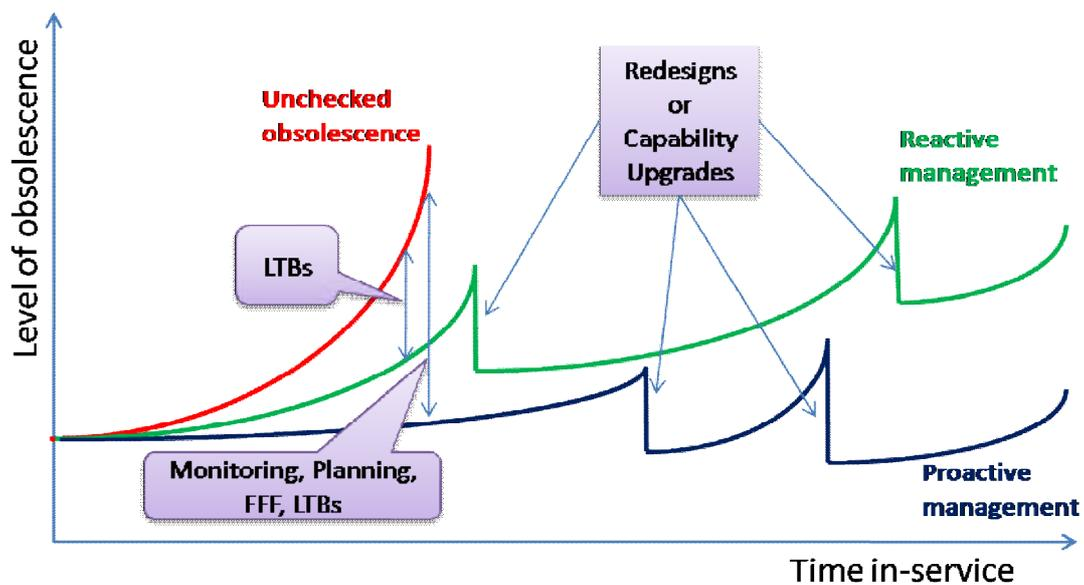 Level of obsolescence
Unchecked
obsolescence
Redesigns
or
Capability
Upgrades
Reactive
management
LTBs
Monitoring, Planning,
FFF, LTBs
Proactive
management
Time in-service